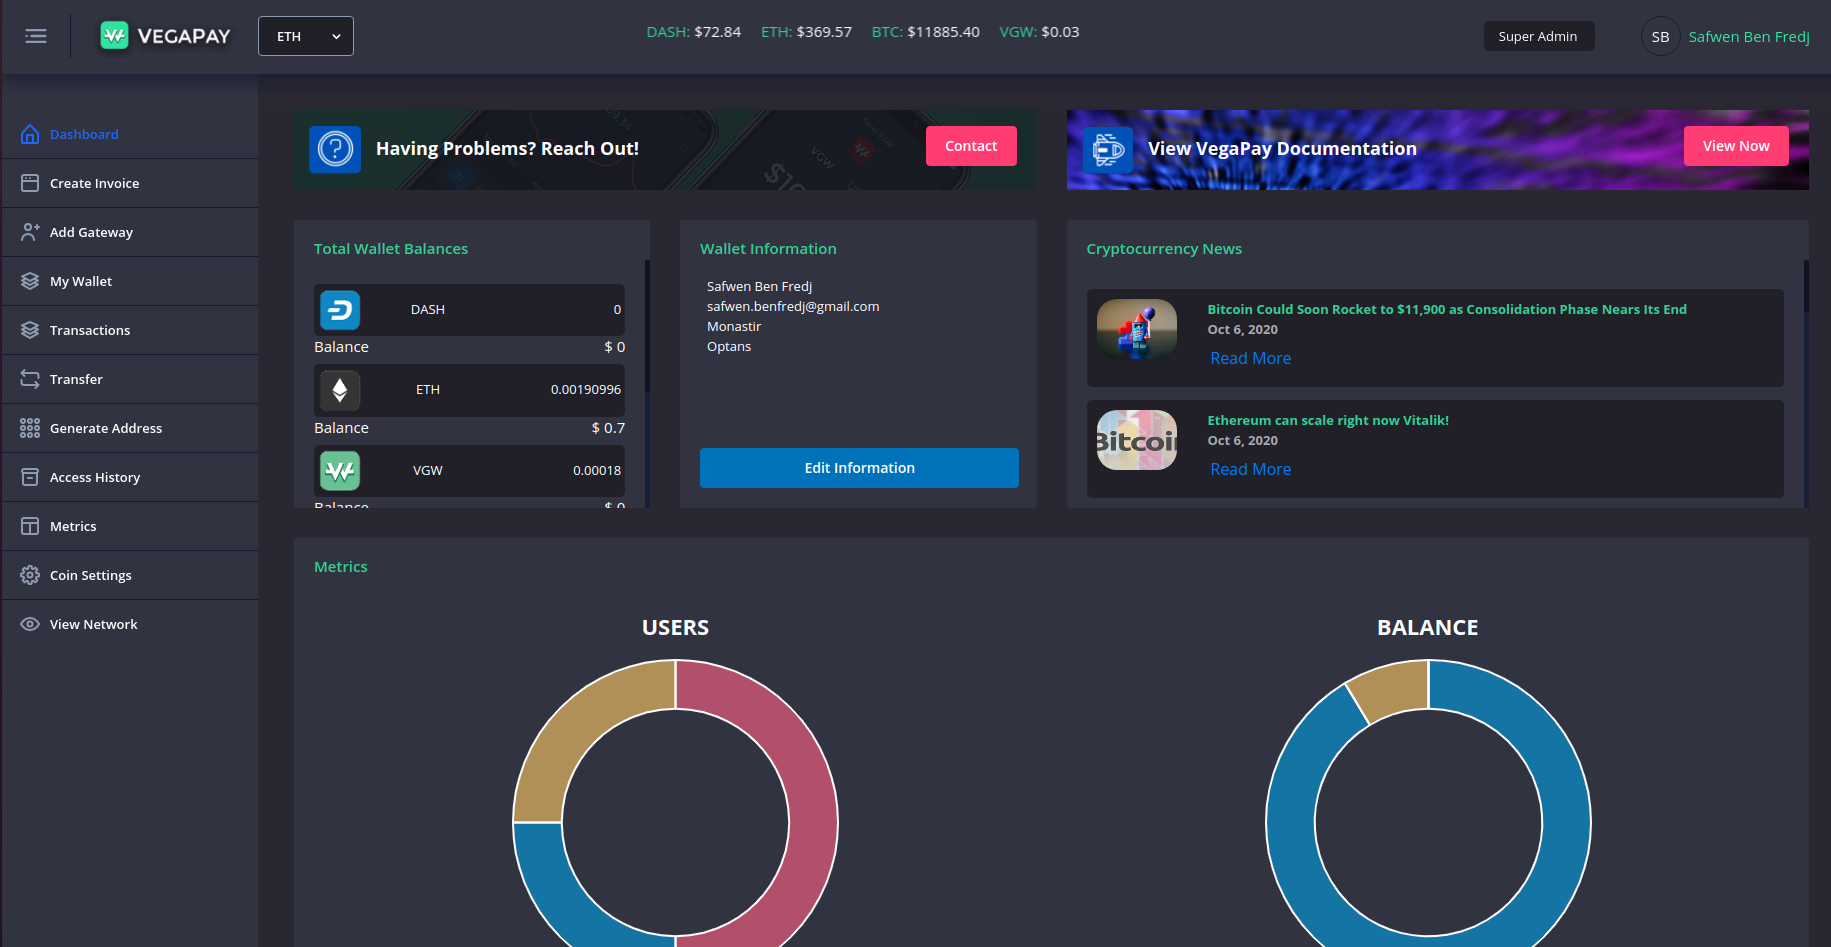 VEGAPAY
ETH
DASH: $72.84 ETH: $369.57 BTC: $11885.40 VGW: $0.03
Super Admin
SB
Safwen Ben Fredj
Dashboard
Create Invoice
Add Gateway
My Wallet
Transactions
Transfer
Generate Address
Access History
Metrics
Coin Settings
View Network
Having Problems? Reach Out!
Contact
View VegaPay Documentation
View Now
Total Wallet Balances
DASH 0
Balance $ 0
ETH 0.00190996
Balance $ 0.7
VGW 0.00018
Balance $ 0
Wallet Information
Safwen Ben Fredj
safwen.benfredj@gmail.com
Monastir
Optans
Edit Information
Cryptocurrency News
Bitcoin Could Soon Rocket to $11,900 as Consolidation Phase Nears Its End
Oct 6, 2020
Read More
Bitcoin
Ethereum can scale right now Vitalik!
Oct 6, 2020
Read More
Metrics
USERS
BALANCE